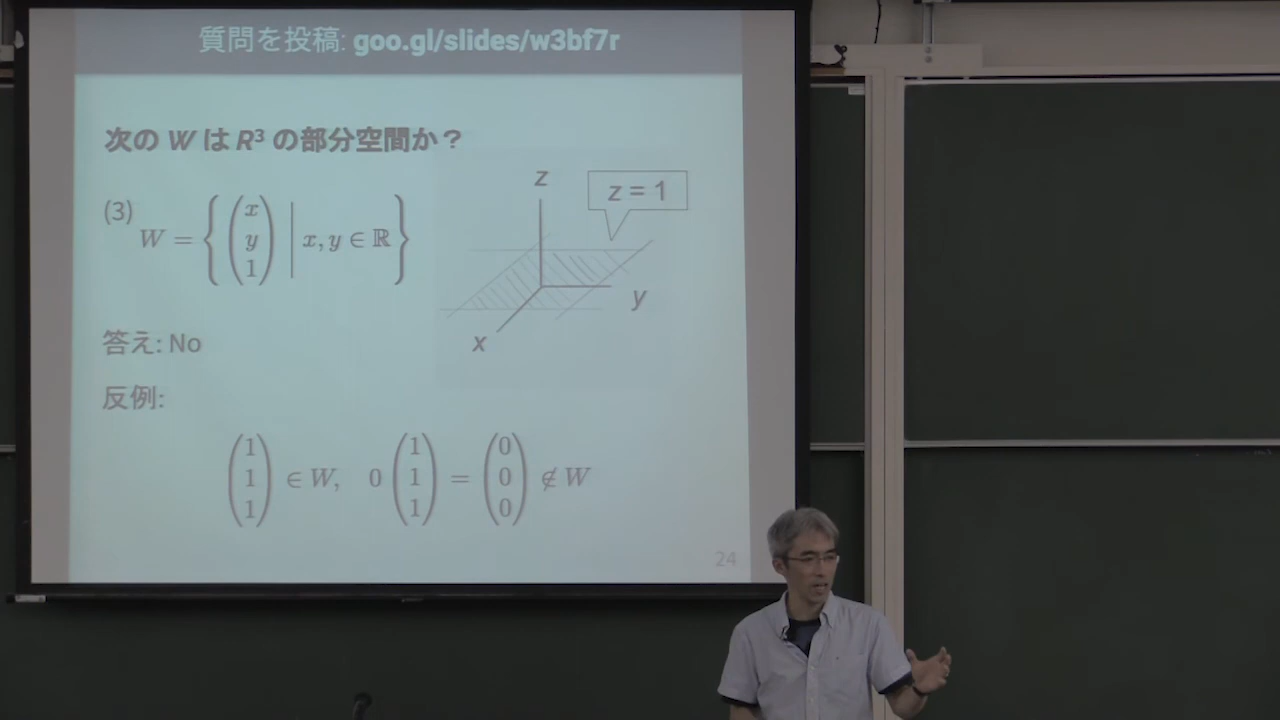 質問を投稿: goo.gl/slides/w3bf7r
次の W は R³ の部分空間か？
(3) W = { (x y 1) | x, y ∈ ℝ }
z
z = 1
y
x
答え: No
反例:
(1 1 1) ∈ W, 0 (1 1 1) = (0 0 0) ∉ W
24